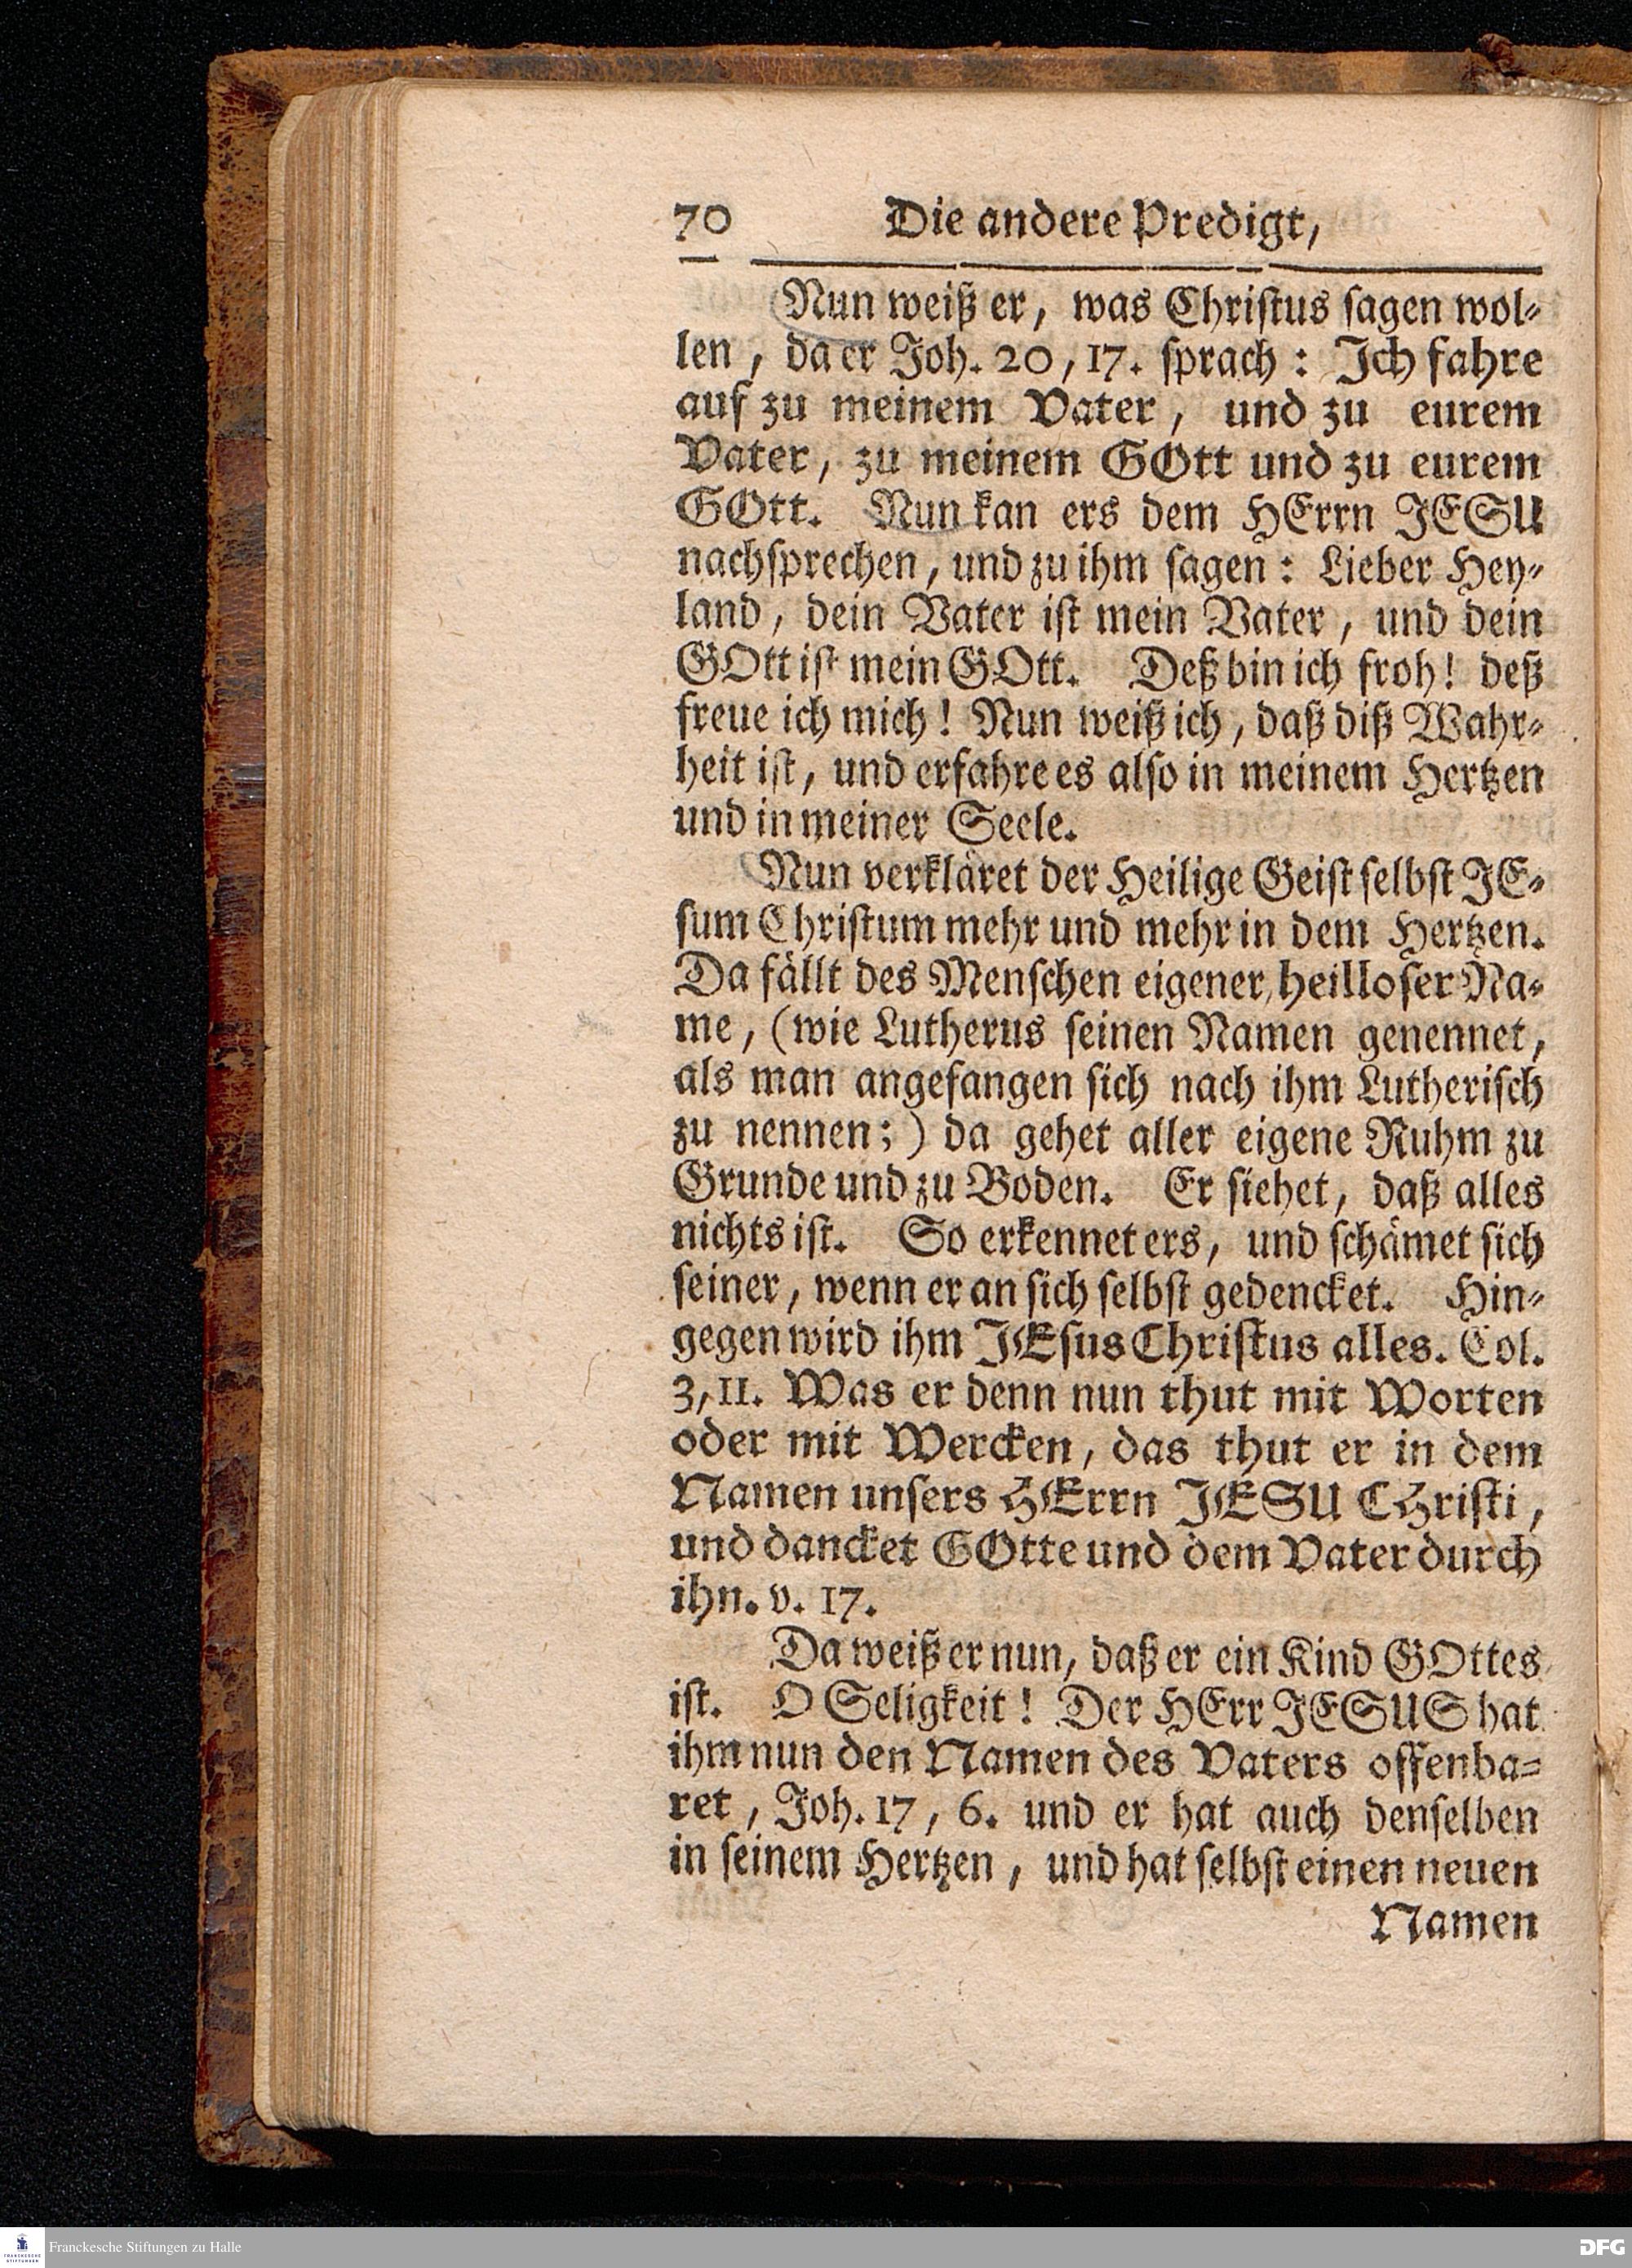 70 Die andere Predigt,
Nun weiß er, was Chriſtus ſagen wol⸗
len, da er Joh. 20, 17. ſprach: Ich fahre
auf zu meinem Vater, und zu eurem
Vater, zu meinem GOtt und zu eurem
GOtt. Nun kan ers dem HErrn JESU
nachſprechen, und zu ihm ſagen: Lieber Hey⸗
land, dein Vater iſt mein Vater, und dein
GOtt iſt mein GOtt. Deß bin ich froh! deß
freue ich mich! Nun weiß ich, daß diß Wahr⸗
heit iſt, und erfahre es alſo in meinem Hertzen
und in meiner Seele.
Nun verkläret der Heilige Geiſt ſelbſt JE⸗
ſum Chriſtum mehr und mehr in dem Hertzen.
Da fällt des Menſchen eigener, heilloſer Na⸗
me, (wie Lutherus ſeinen Namen genennet,
als man angefangen ſich nach ihm Lutheriſch
zu nennen;) da gehet aller eigene Ruhm zu
Grunde und zu Boden. Er ſiehet, daß alles
nichts iſt. So erkennet ers, und ſchämet ſich
ſeiner, wenn er an ſich ſelbſt gedencket. Hin⸗
gegen wird ihm JEſus Chriſtus alles. Col.
3, 11. Was er denn nun thut mit Worten
oder mit Wercken, das thut er in dem
Namen unſers HErrn JESU CHriſti,
und dancket GOtte und dem Vater durch
ihn. v. 17.
Da weiß er nun, daß er ein Kind GOttes
iſt. O Seligkeit! Der HErr JESUS hat
ihm nun den Namen des Vaters offenba⸗
ret, Joh. 17, 6. und er hat auch denſelben
in ſeinem Hertzen, und hat ſelbſt einen neuen
Namen
Franckesche Stiftungen zu Halle
DFG